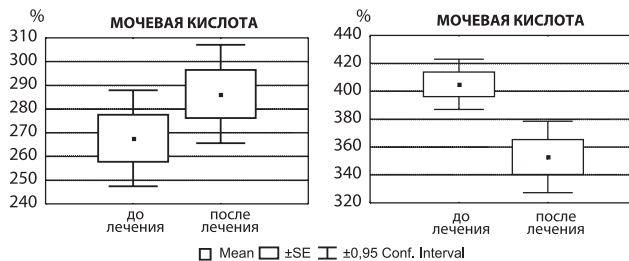 МОЧЕВАЯ КИСЛОТА
%
310
300
290
280
270
260
250
240
до лечения
после лечения
МОЧЕВАЯ КИСЛОТА
%
440
420
400
380
360
340
320
до лечения
после лечения
Mean ±SE ±0,95 Conf. Interval